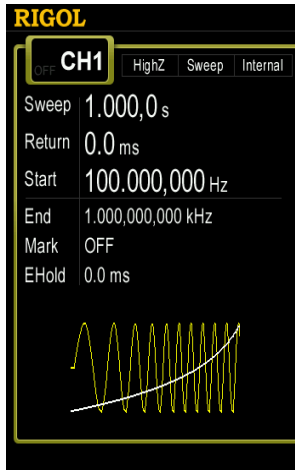 RIGOL
OFF CH1 HighZ Sweep Internal
Sweep 1.000,0 s
Return 0.0 ms
Start 100.000,000 Hz
End 1.000,000,000 kHz
Mark OFF
EHold 0.0 ms